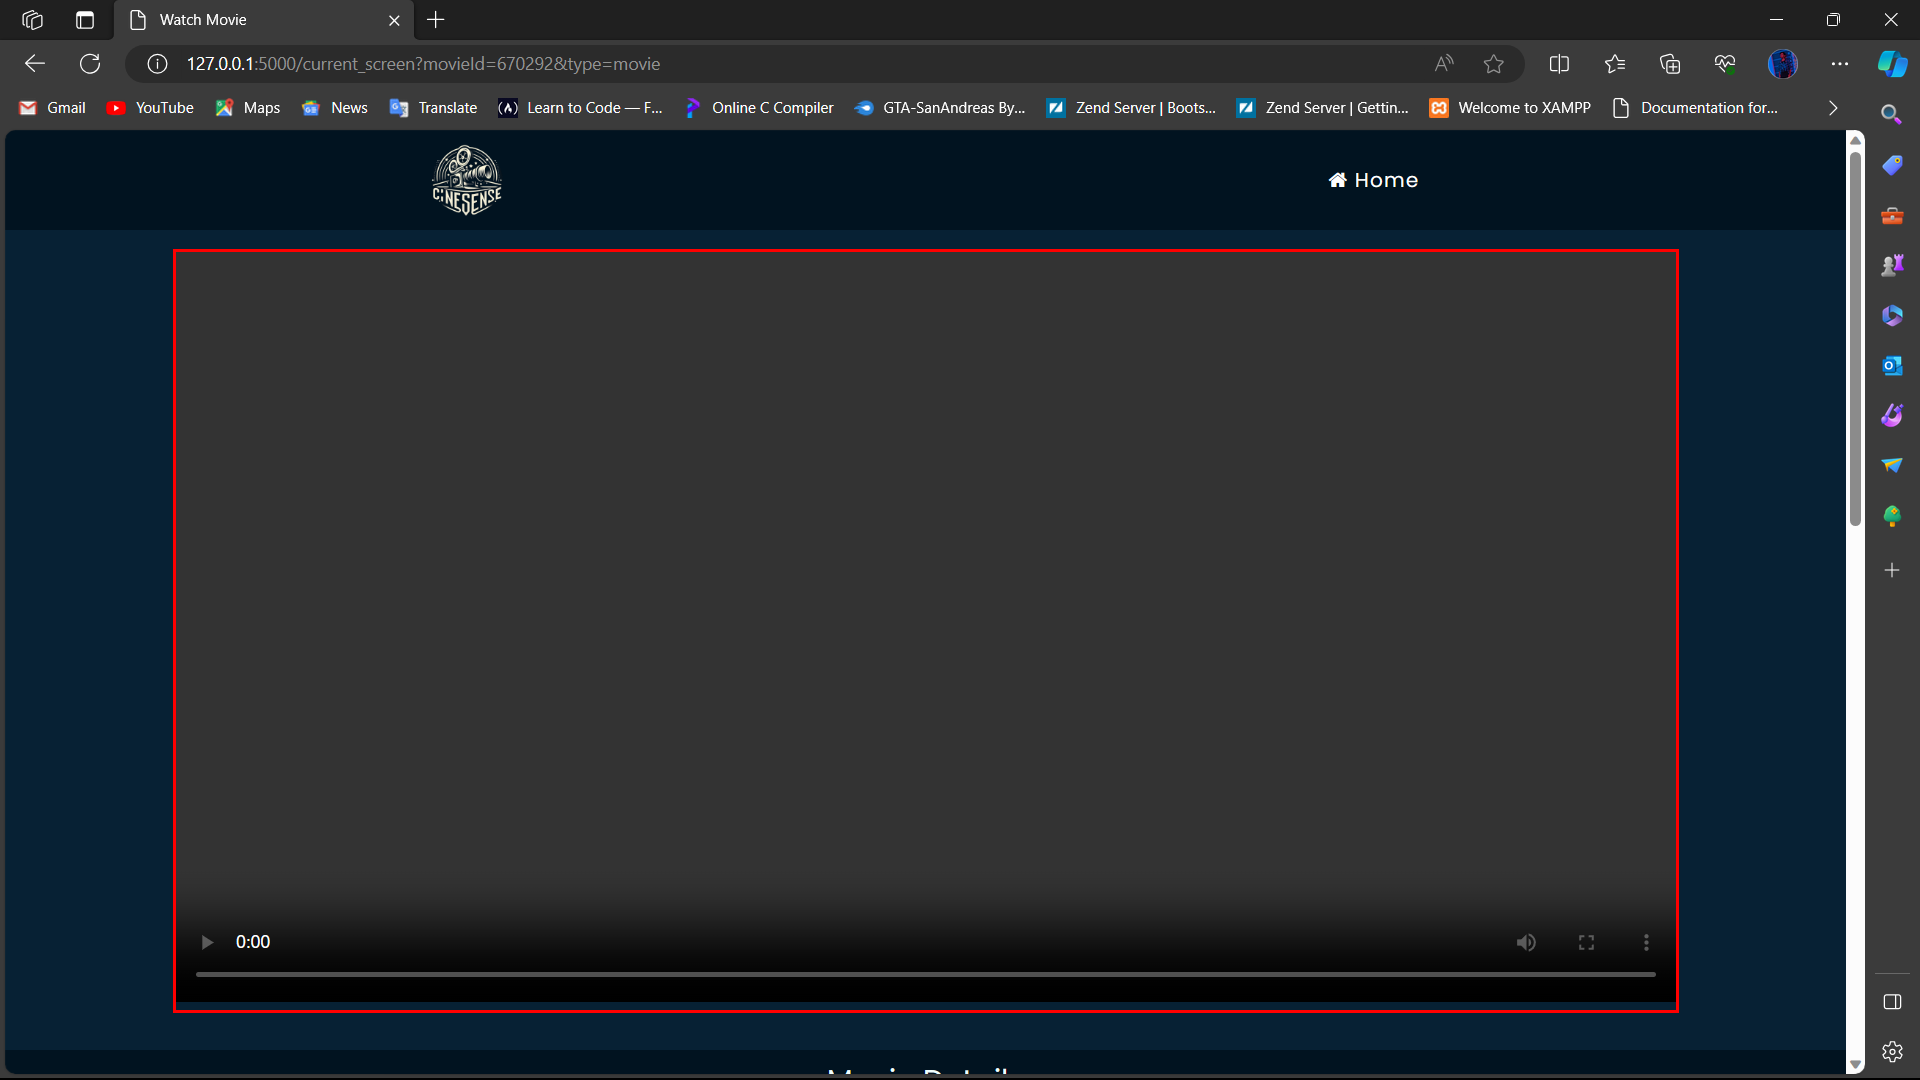 Watch Movie
127.0.0.1:5000/current_screen?movieId=670292&type=movie
Gmail
YouTube
Maps
News
Translate
Learn to Code — F...
Online C Compiler
GTA-SanAndreas By...
Zend Server | Boots...
Zend Server | Gettin...
Welcome to XAMPP
Documentation for...
CINESENSE
Home
0:00